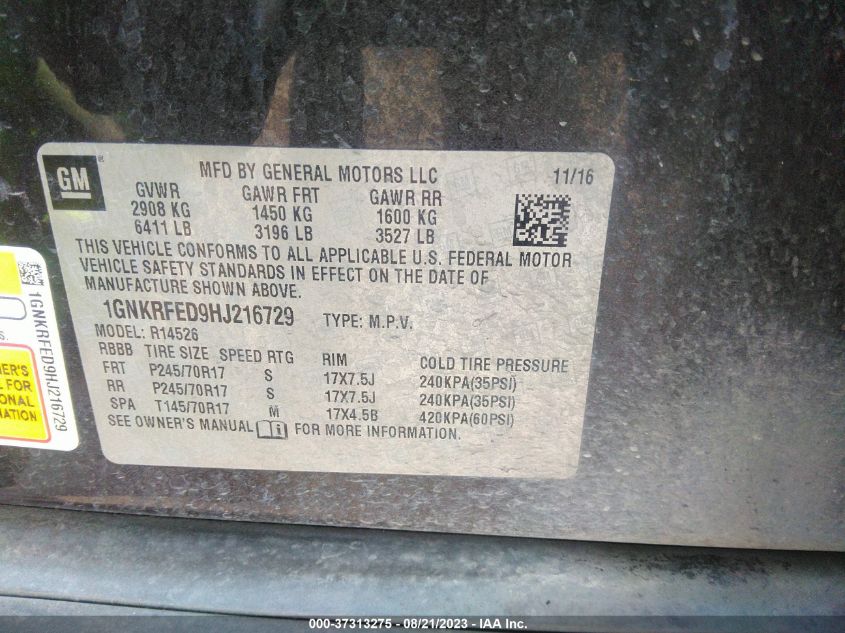 GM
MFD BY GENERAL MOTORS LLC 11/16
GVWR GAWR FRT GAWR RR
2908 KG 1450 KG 1600 KG
6411 LB 3196 LB 3527 LB
THIS VEHICLE CONFORMS TO ALL APPLICABLE U.S. FEDERAL MOTOR
VEHICLE SAFETY STANDARDS IN EFFECT ON THE DATE OF
MANUFACTURE SHOWN ABOVE.
1GNKRFED9HJ216729 TYPE: M.P.V.
MODEL: R14526
RBBB TIRE SIZE SPEED RTG RIM COLD TIRE PRESSURE
FRT P245/70R17 S 17X7.5J 240KPA(35PSI)
RR P245/70R17 S 17X7.5J 240KPA(35PSI)
SPA T145/70R17 M 17X4.5B 420KPA(60PSI)
SEE OWNER'S MANUAL FOR MORE INFORMATION.
1GNKRFED9HJ216729
S.
ER'S
L FOR
ONAL
ATION
000-37313275 - 08/21/2023 - IAA Inc.